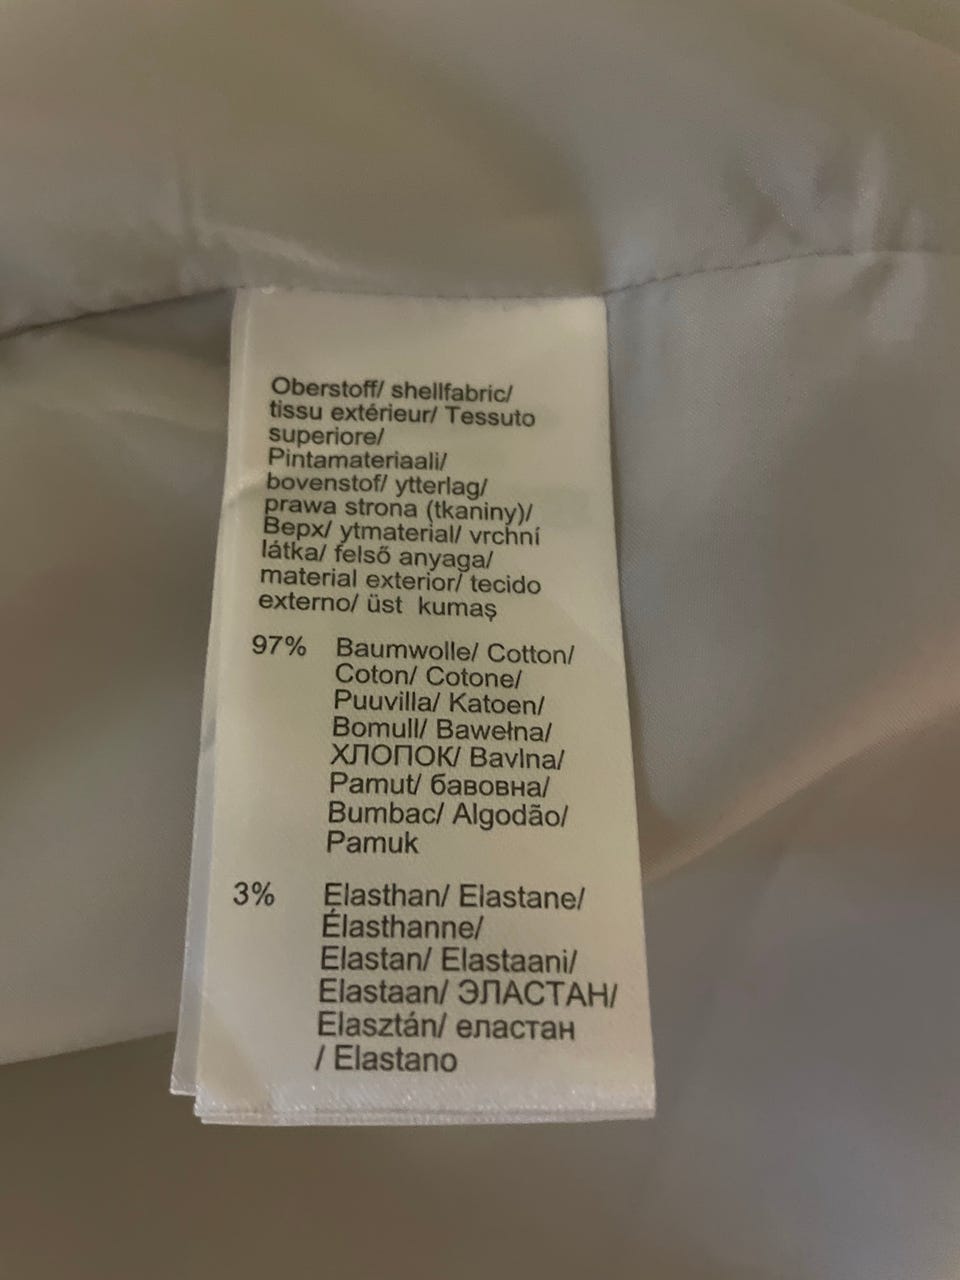 Oberstoff/ shellfabric/
tissu extérieur/ Tessuto
superiore/
Pintamateriaali/
bovenstof/ ytterlag/
prawa strona (tkaniny)/
Верх/ ytmaterial/ vrchní
látka/ felső anyaga/
material exterior/ tecido
externo/ üst kumaş
97% Baumwolle/ Cotton/
Coton/ Cotone/
Puuvilla/ Katoen/
Bomull/ Bawełna/
ХЛОПОК/ Bavlna/
Pamut/ бавовна/
Bumbac/ Algodão/
Pamuk
3% Elasthan/ Elastane/
Élasthanne/
Elastan/ Elastaani/
Elastaan/ ЭЛАСТАН/
Elasztán/ еластан
/ Elastano